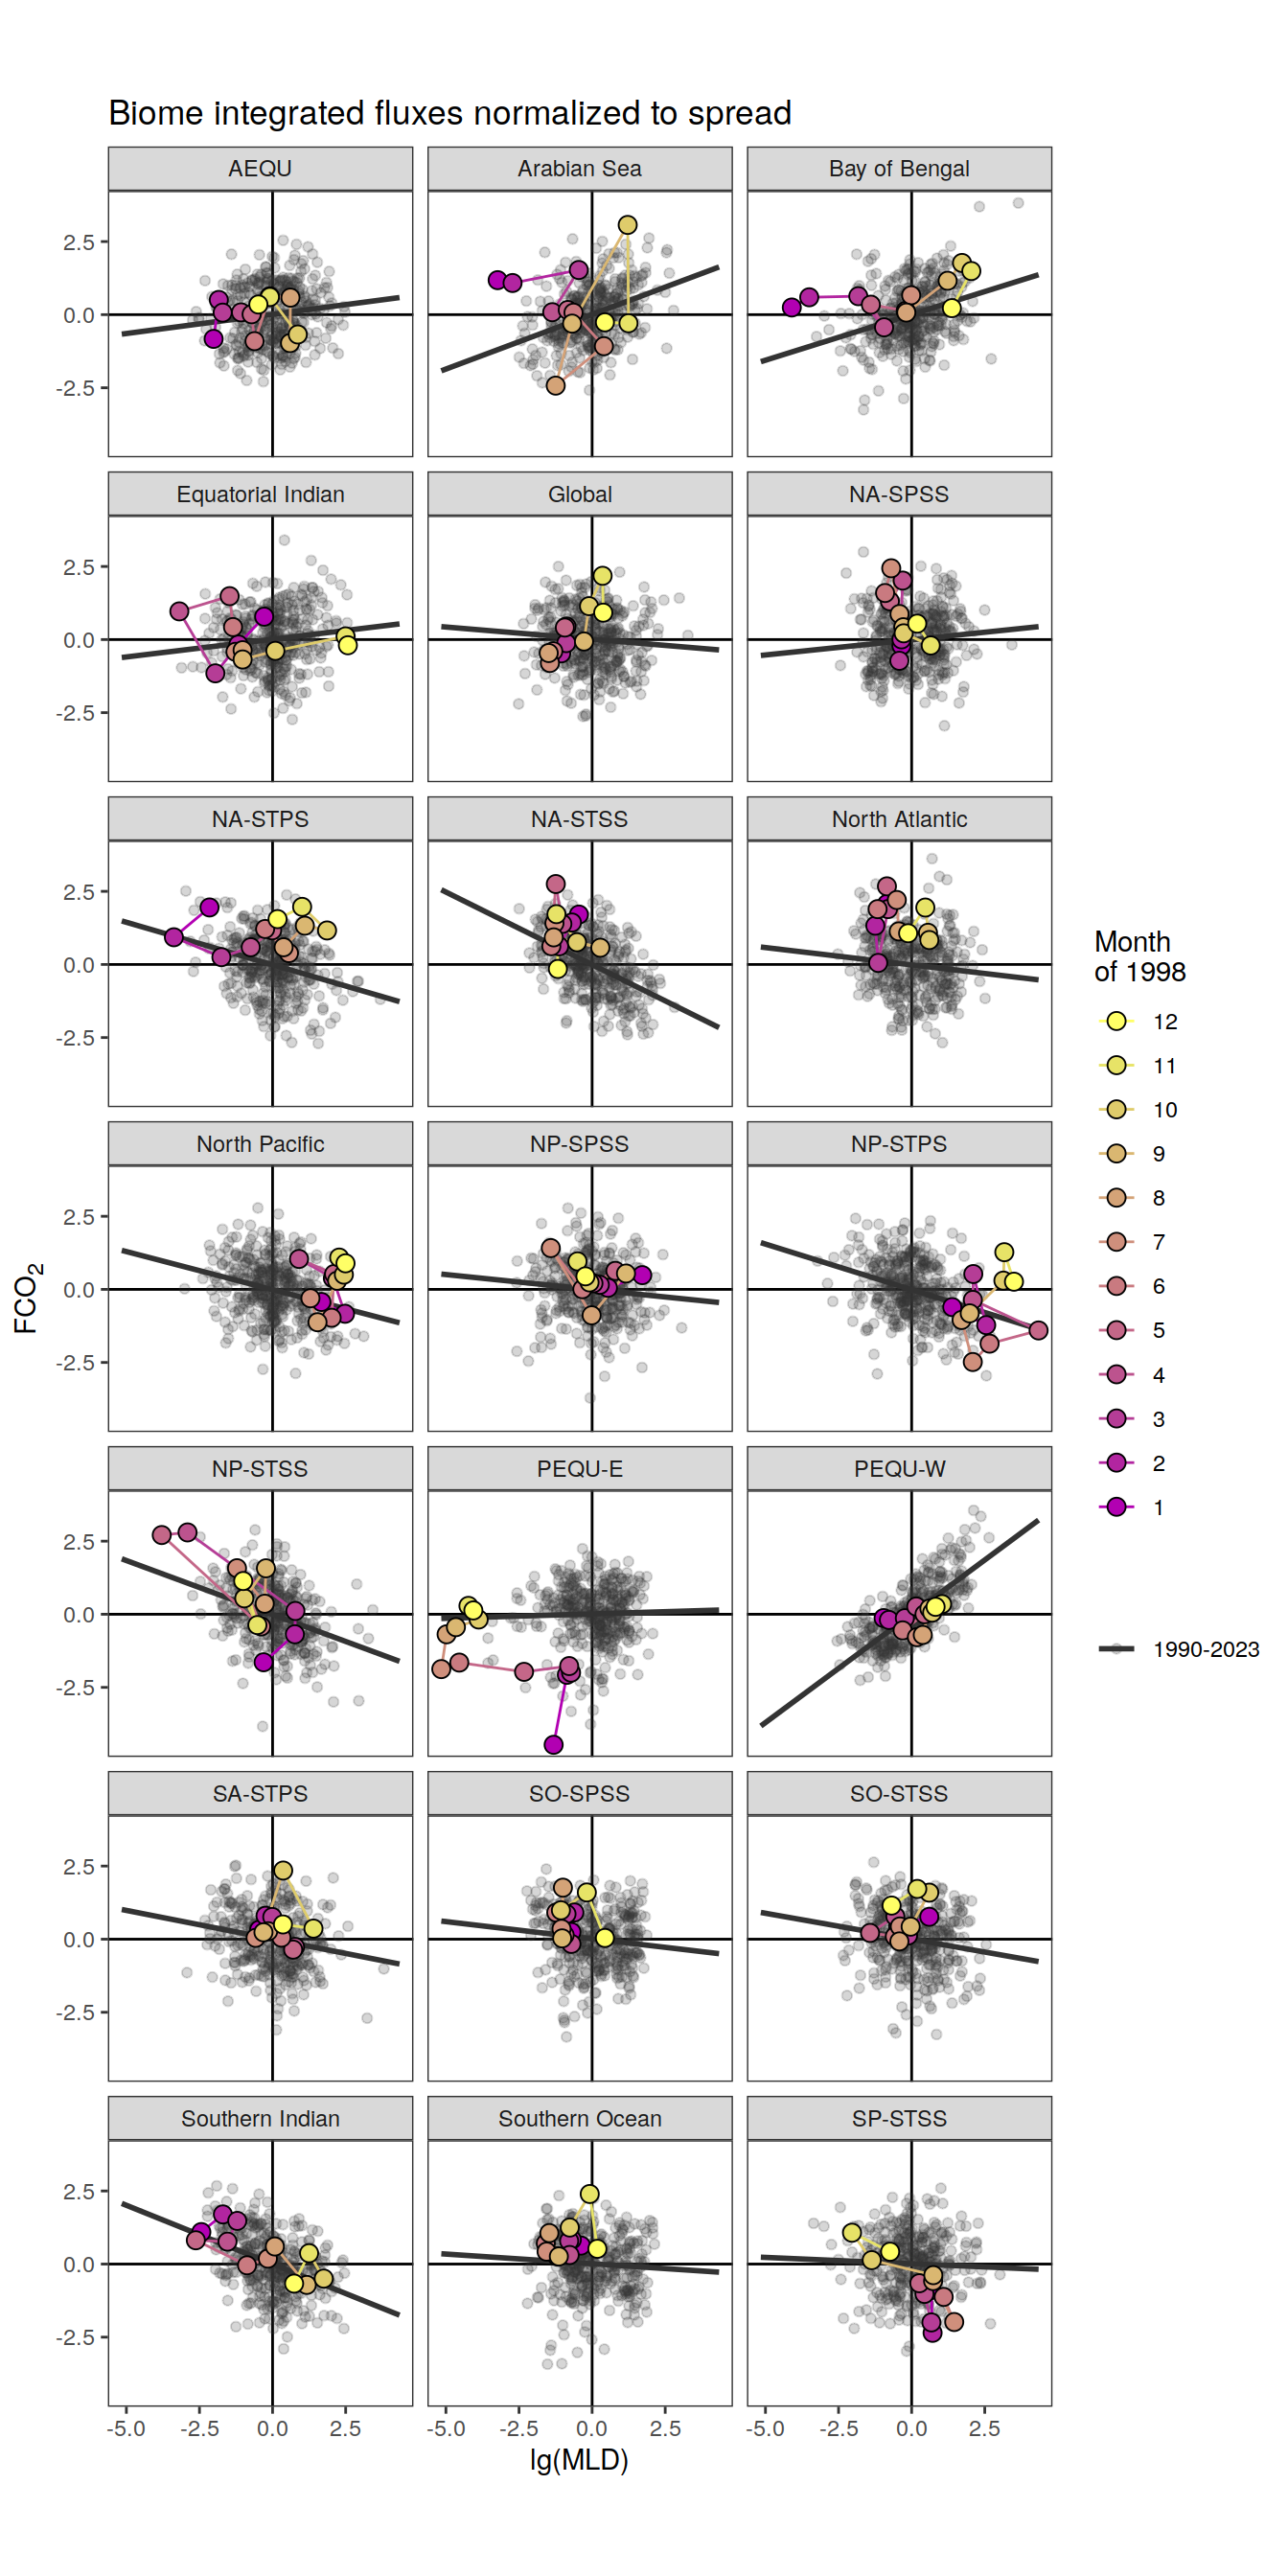 Biome integrated fluxes normalized to spread
AEQU Arabian Sea Bay of Bengal
2.5
0.0
-2.5
Equatorial Indian Global NA-SPSS
2.5
0.0
-2.5
NA-STPS NA-STSS North Atlantic
2.5
0.0
-2.5
North Pacific NP-SPSS NP-STPS
2.5
0.0
-2.5
NP-STSS PEQU-E PEQU-W
2.5
0.0
-2.5
SA-STPS SO-SPSS SO-STSS
2.5
0.0
-2.5
Southern Indian Southern Ocean SP-STSS
2.5
0.0
-2.5
-5.0 -2.5 0.0 2.5 -5.0 -2.5 0.0 2.5 -5.0 -2.5 0.0 2.5
lg(MLD)
FCO₂
Month
of 1998
12
11
10
9
8
7
6
5
4
3
2
1
1990-2023